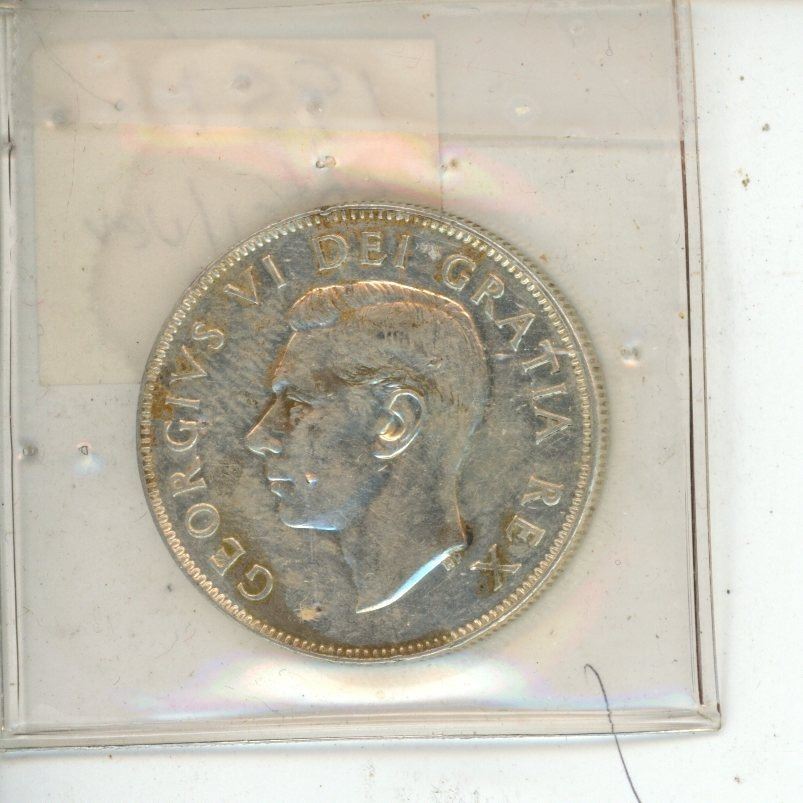 GEORGIVS VI DEI GRATIA REX